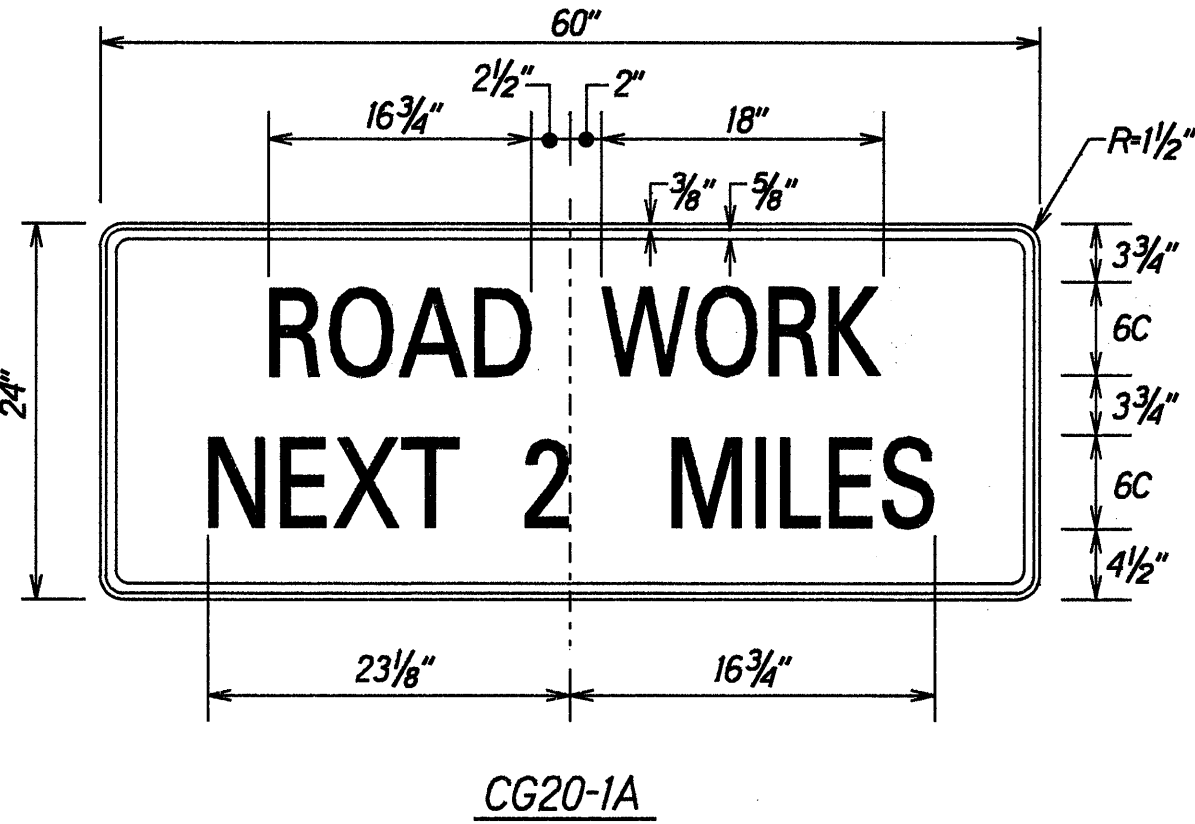 60"
2½" 2"
16¾" 18"
R=1½"
⅜" ⅝"
3¾"
ROAD WORK
6C
24"
3¾"
NEXT 2 MILES
6C
4½"
23⅛" 16¾"
CG20-1A